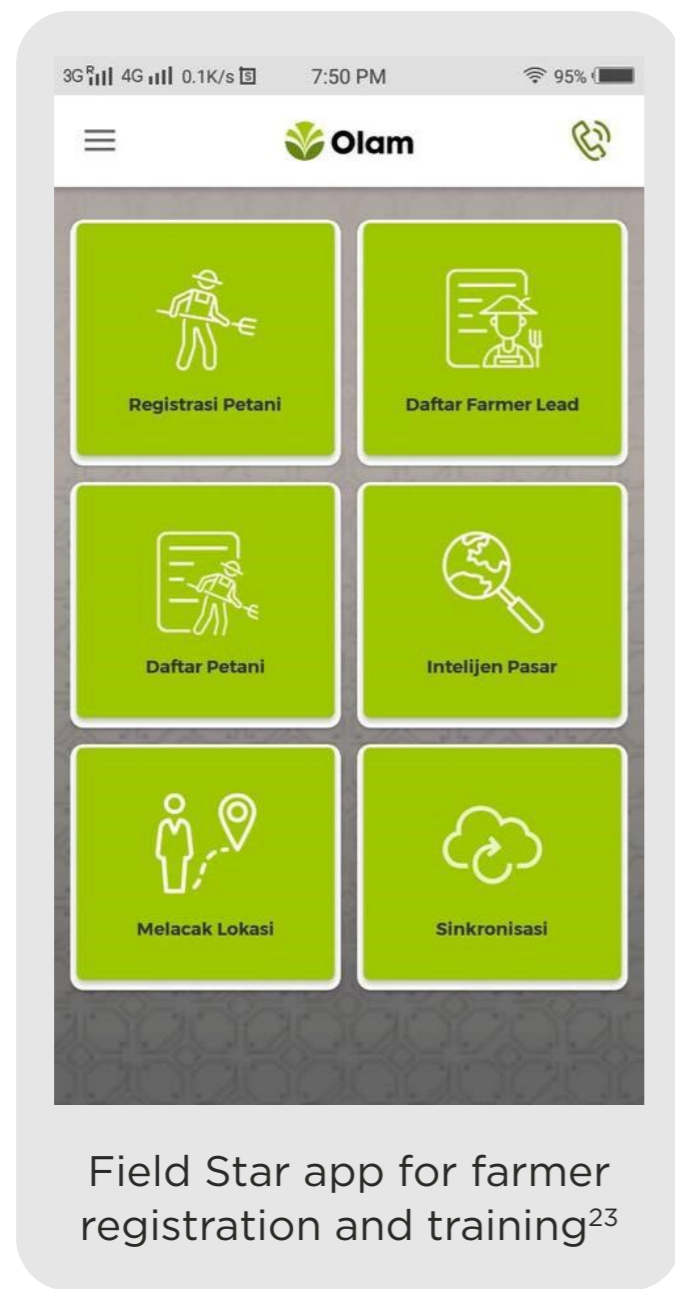 3G R 4G 0.1K/s S 7:50 PM 95%
Olam
Registrasi Petani Daftar Farmer Lead
Daftar Petani Intelijen Pasar
Melacak Lokasi Sinkronisasi
Field Star app for farmer
registration and training²³